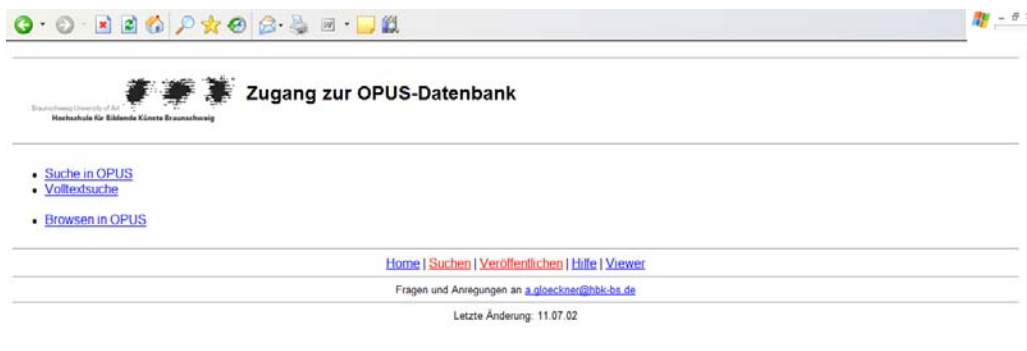 Zugang zur OPUS-Datenbank
Braunschweig University of Art
Hochschule für Bildende Künste Braunschweig
Suche in OPUS
Volltextsuche
Browsen in OPUS
Home | Suchen | Veröffentlichen | Hilfe | Viewer
Fragen und Anregungen an a.gloeckner@hbk-bs.de
Letzte Änderung: 11.07.02